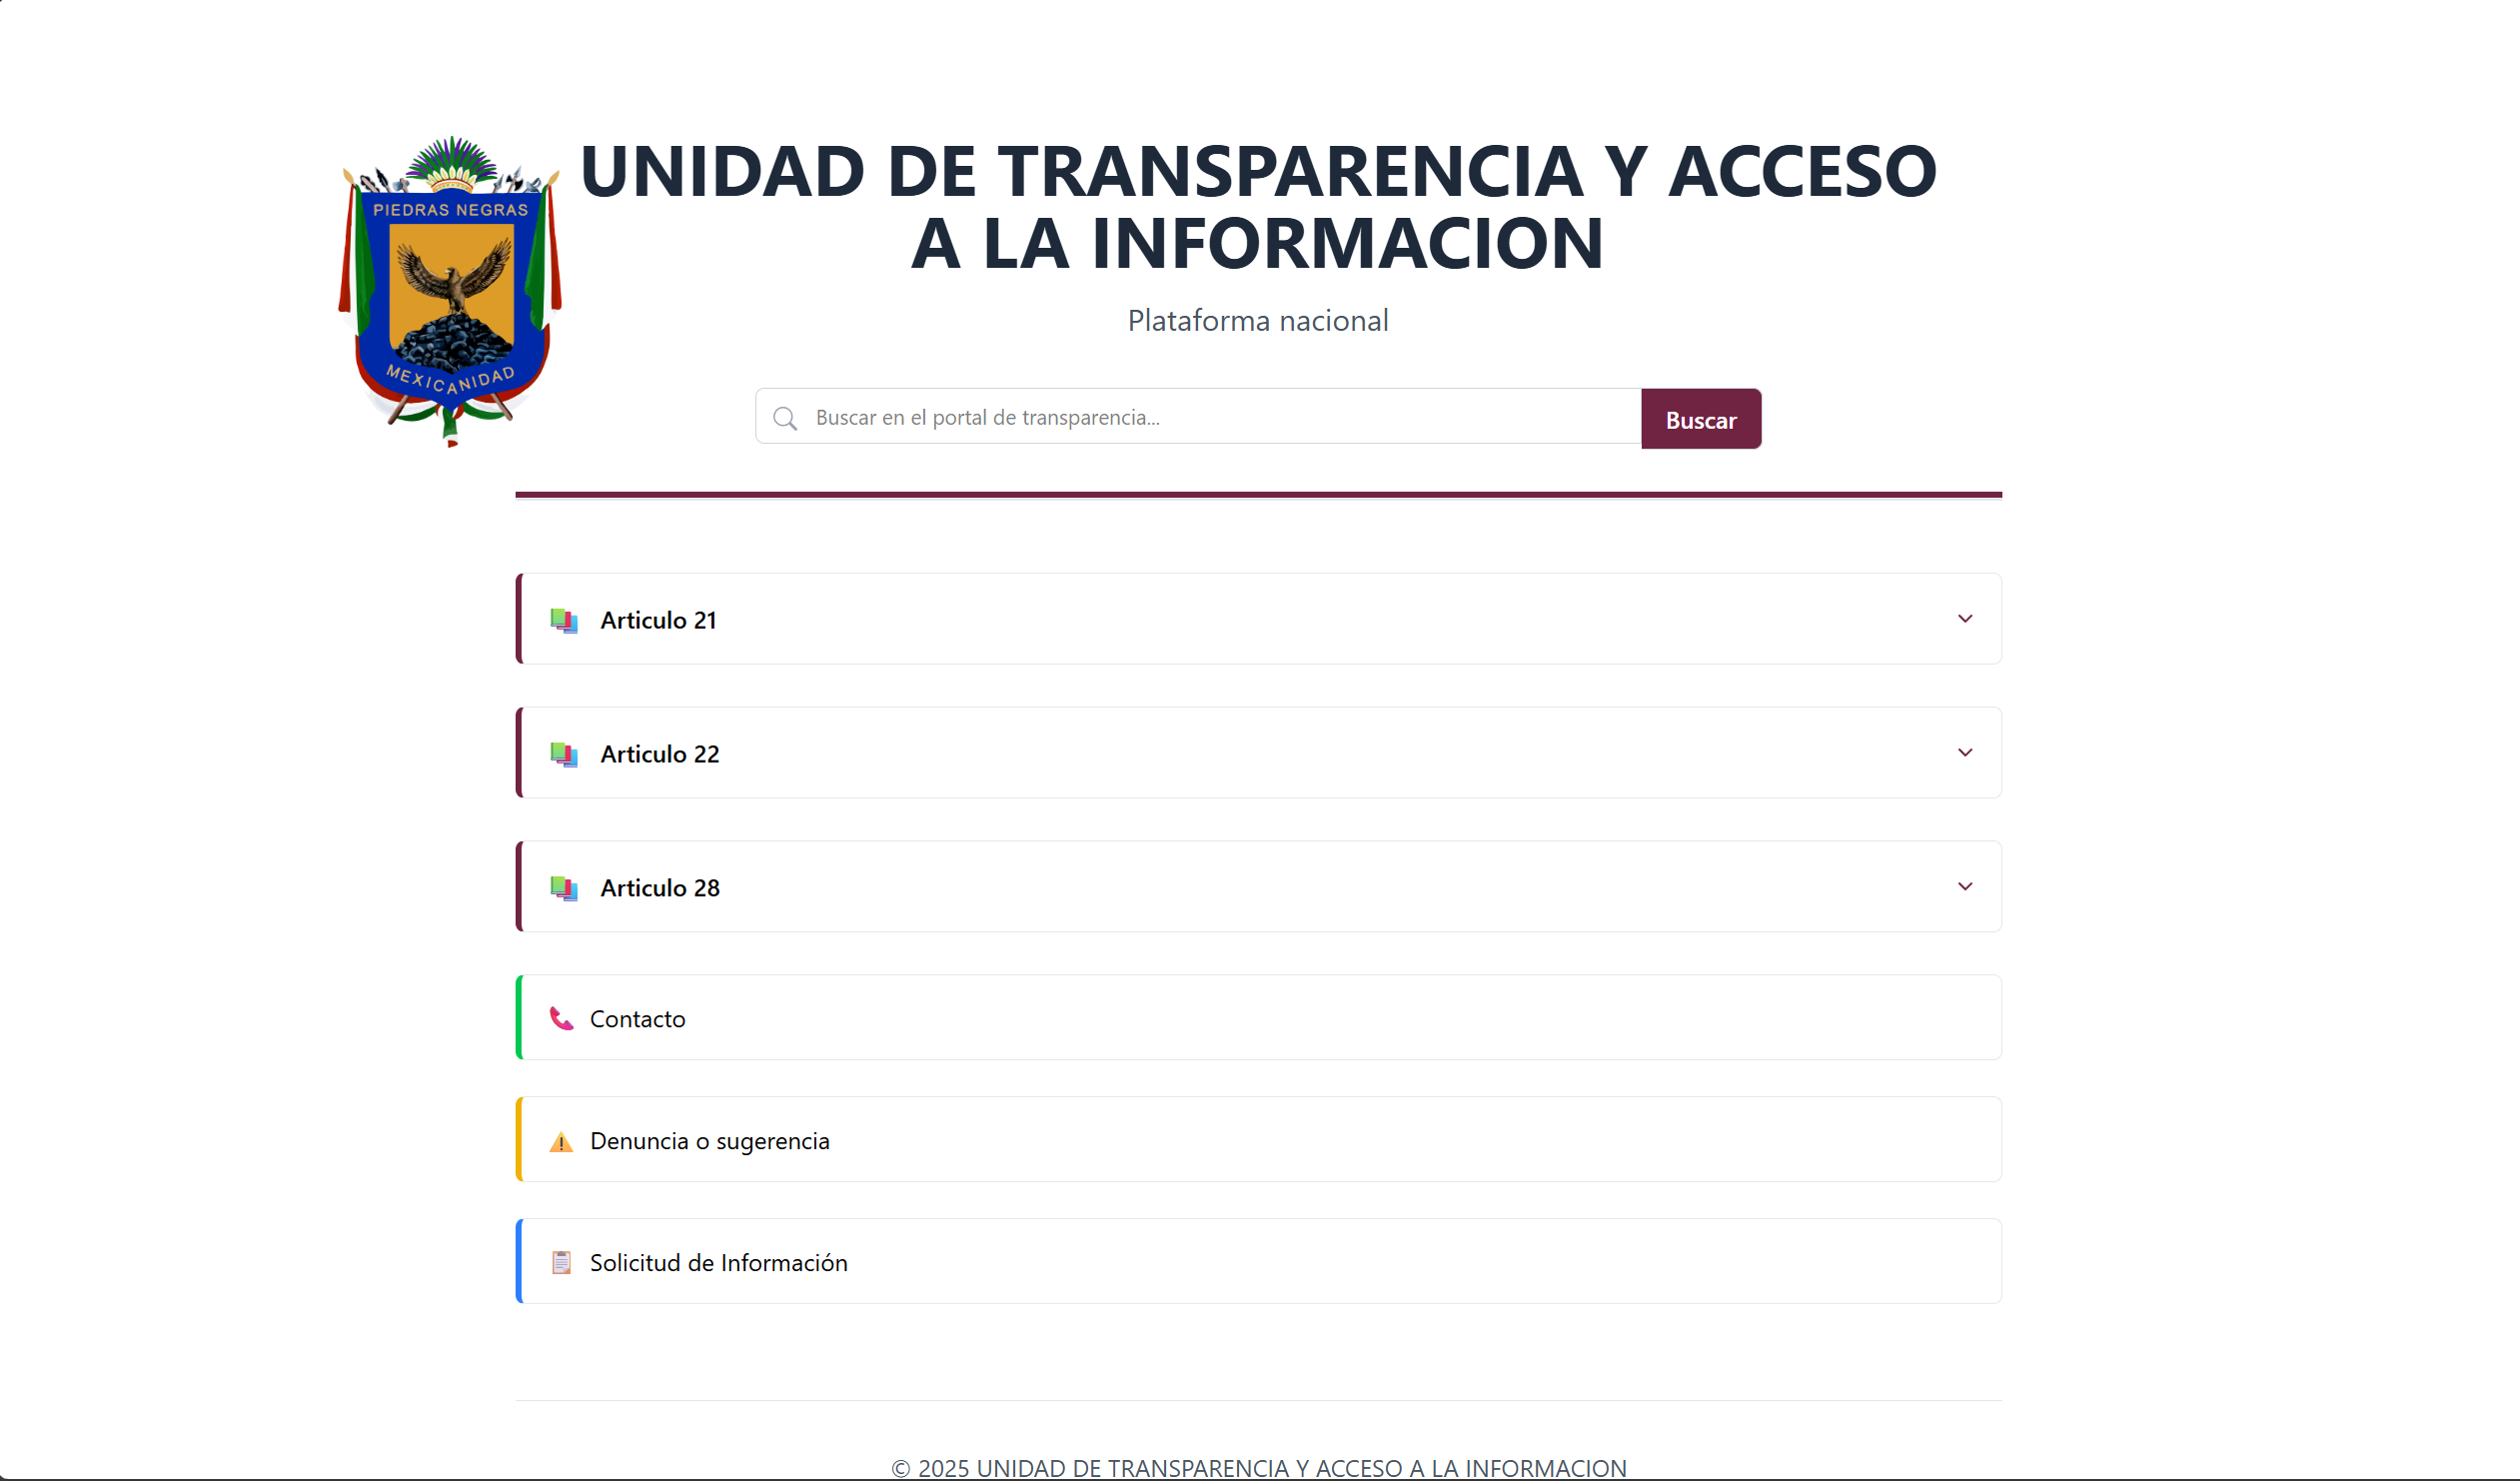 PIEDRAS NEGRAS
MEXICANIDAD
UNIDAD DE TRANSPARENCIA Y ACCESO
A LA INFORMACION
Plataforma nacional
Buscar en el portal de transparencia...
Buscar
Articulo 21
Articulo 22
Articulo 28
Contacto
Denuncia o sugerencia
Solicitud de Información
© 2025 UNIDAD DE TRANSPARENCIA Y ACCESO A LA INFORMACION